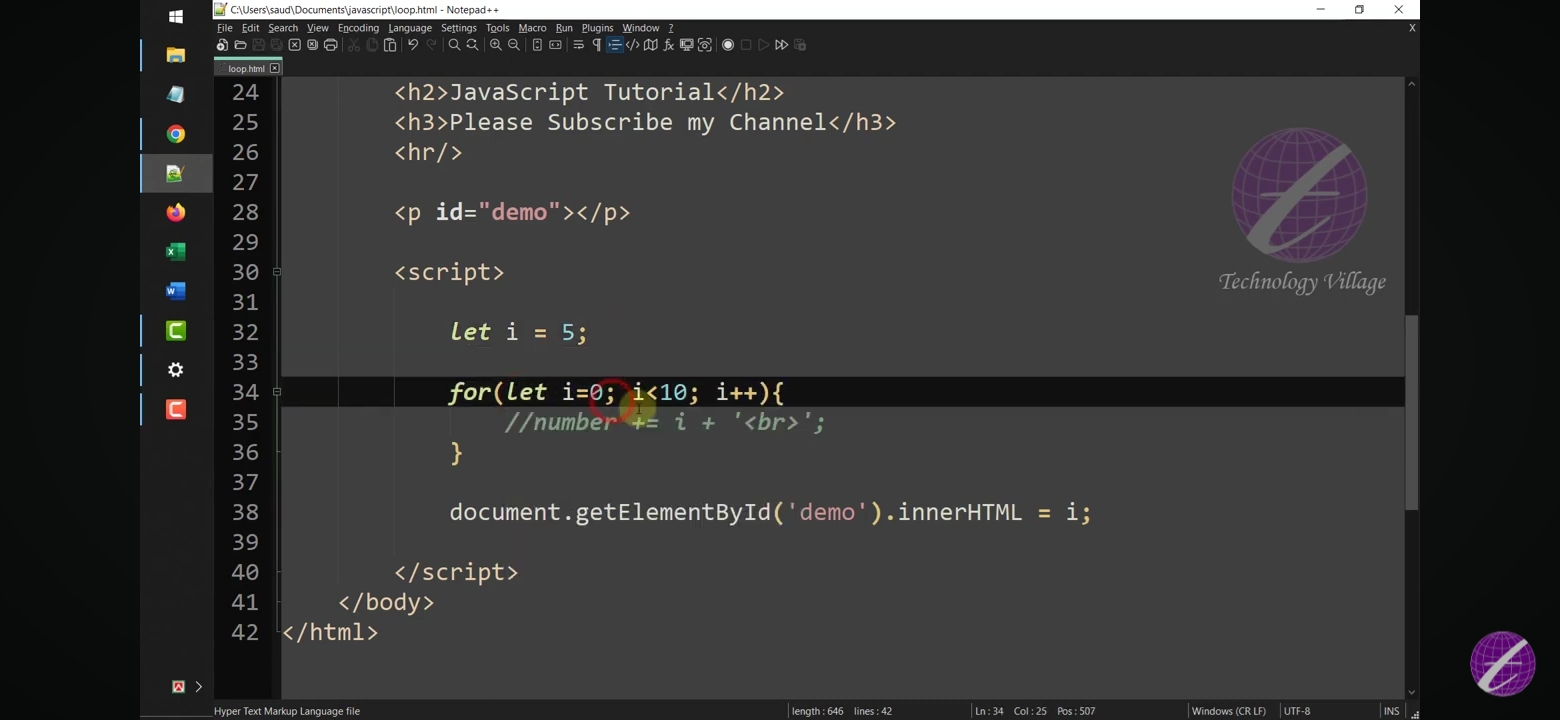 C:\Users\saud\Documents\javascript\loop.html - Notepad++
File Edit Search View Encoding Language Settings Tools Macro Run Plugins Window ? X
loop.html
24 <h2>JavaScript Tutorial</h2>
25 <h3>Please Subscribe my Channel</h3>
26 <hr/>
27
28 <p id="demo"></p>
29
30 <script>
31
32 let i = 5;
33
34 for(let i=0; i<10; i++){
35 //number += i + '<br>';
36 }
37
38 document.getElementById('demo').innerHTML = i;
39
40 </script>
41 </body>
42 </html>
Technology Village
Hyper Text Markup Language file length : 646 lines : 42 Ln : 34 Col : 25 Pos : 507 Windows (CR LF) UTF-8 INS